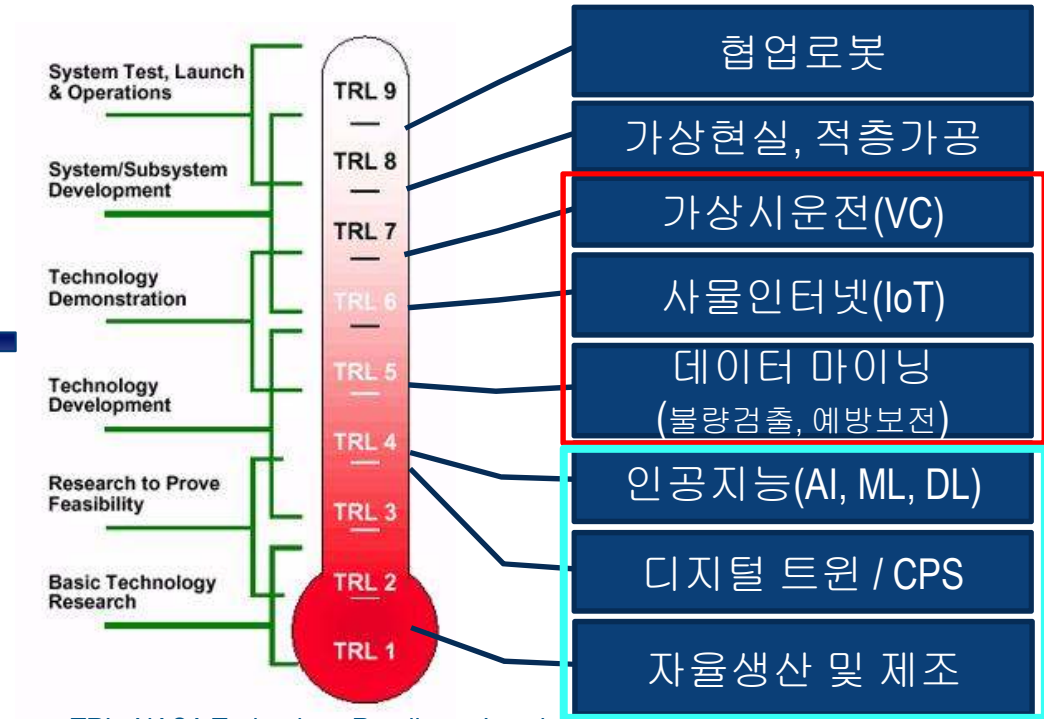 System Test, Launch
& Operations
System/Subsystem
Development
Technology
Demonstration
Technology
Development
Research to Prove
Feasibility
Basic Technology
Research
TRL 9
TRL 8
TRL 7
TRL 6
TRL 5
TRL 4
TRL 3
TRL 2
TRL 1
협업로봇
가상현실, 적층가공
가상시운전(VC)
사물인터넷(IoT)
데이터 마이닝
(불량검출, 예방보전)
인공지능(AI, ML, DL)
디지털 트윈 / CPS
자율생산 및 제조